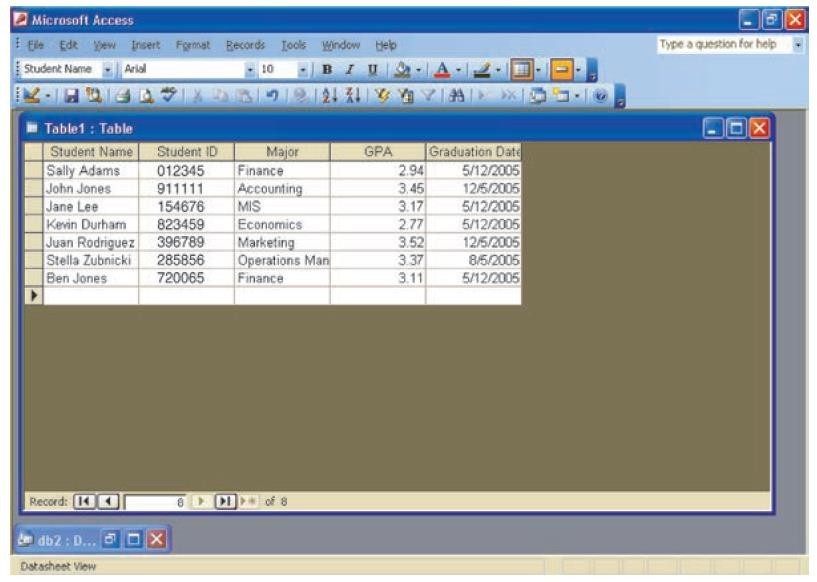 Microsoft Access
File Edit View Insert Format Records Tools Window Help Type a question for help
Student Name Arial 10 B I U A
Table1 : Table
Student Name Student ID Major GPA Graduation Date
Sally Adams 012345 Finance 2.94 5/12/2005
John Jones 911111 Accounting 3.45 12/5/2005
Jane Lee 154676 MIS 3.17 5/12/2005
Kevin Durham 823459 Economics 2.77 5/12/2005
Juan Rodriguez 396789 Marketing 3.52 12/5/2005
Stella Zubnicki 285856 Operations Man 3.37 8/5/2005
Ben Jones 720065 Finance 3.11 5/12/2005
Record: 8 of 8
db2 : D...
Datasheet View